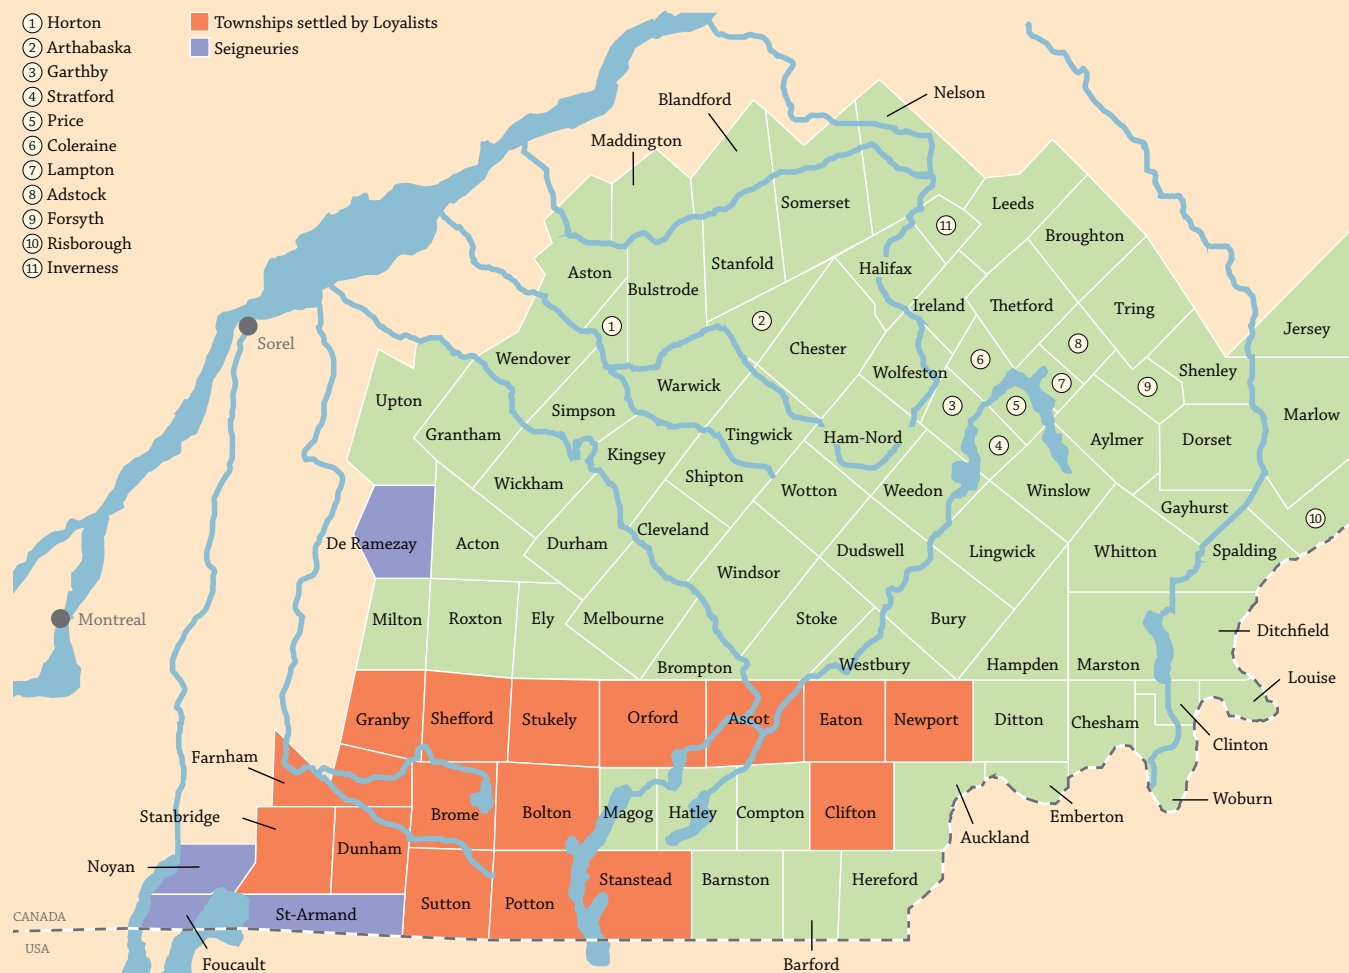 1 Horton
2 Arthabaska
3 Garthby
4 Stratford
5 Price
6 Coleraine
7 Lampton
8 Adstock
9 Forsyth
10 Risborough
11 Inverness
Townships settled by Loyalists
Seigneuries
Nelson
Blandford
Maddington
Leeds
Somerset
11
Broughton
Stanfold
Halifax
Aston
Bulstrode
Ireland
Thetford
Tring
1
2
Jersey
Sorel
8
Chester
Wendover
6
Wolfeston
Shenley
7
9
Warwick
Upton
3
5
Simpson
Marlow
Grantham
Tingwick
Ham-Nord
Aylmer
Dorset
4
Kingsey
Shipton
Wickham
Wotton
Weedon
Winslow
Gayhurst
10
Cleveland
De Ramezay
Acton
Durham
Dudswell
Lingwick
Whitton
Spalding
Windsor
Montreal
Milton
Roxton
Ely
Melbourne
Stoke
Bury
Ditchfield
Brompton
Westbury
Hampden
Marston
Louise
Granby
Shefford
Stukely
Orford
Ascot
Eaton
Newport
Ditton
Chesham
Clinton
Farnham
Woburn
Stanbridge
Brome
Bolton
Magog
Hatley
Compton
Clifton
Emberton
Auckland
Dunham
Noyan
Stanstead
Barnston
Hereford
Sutton
Potton
St-Armand
CANADA
USA
Foucault
Barford